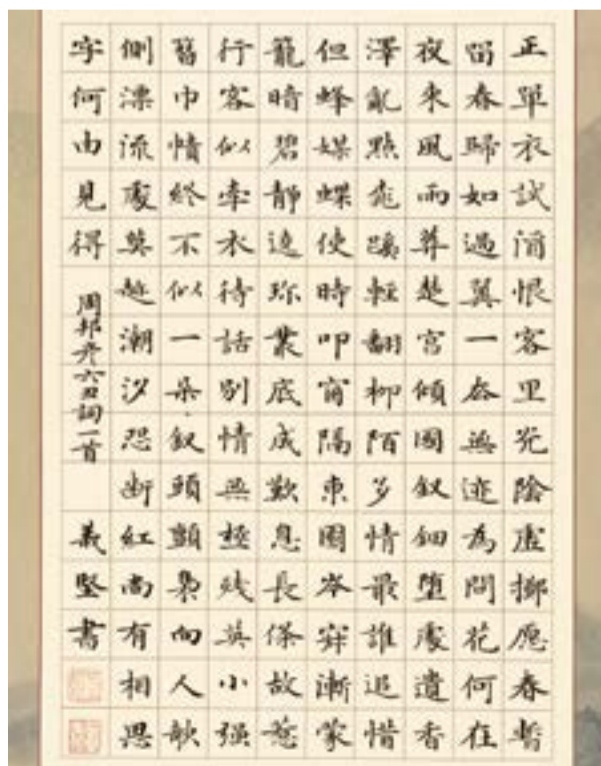 正單衣試酒恨客里光陰虛擲愿春暫
留春歸如過翼一去無迹為問花何在
夜來風雨葬楚宮傾國釵鈿墮處遺香
澤亂點桃蹊輕翻柳陌多情最誰追惜
但蜂媒蝶使時叩窗隔東園岑寂漸蒙
籠暗碧靜遶珍叢底成歎息長條故惹
行客似牽衣待話別情無極殘英小强
簪巾幘終不似一朵釵頭顫裊向人欹
側漂流處莫趁潮汐恐斷紅尚有相思
字何由見得
周邦彥六丑詞一首
義堅書